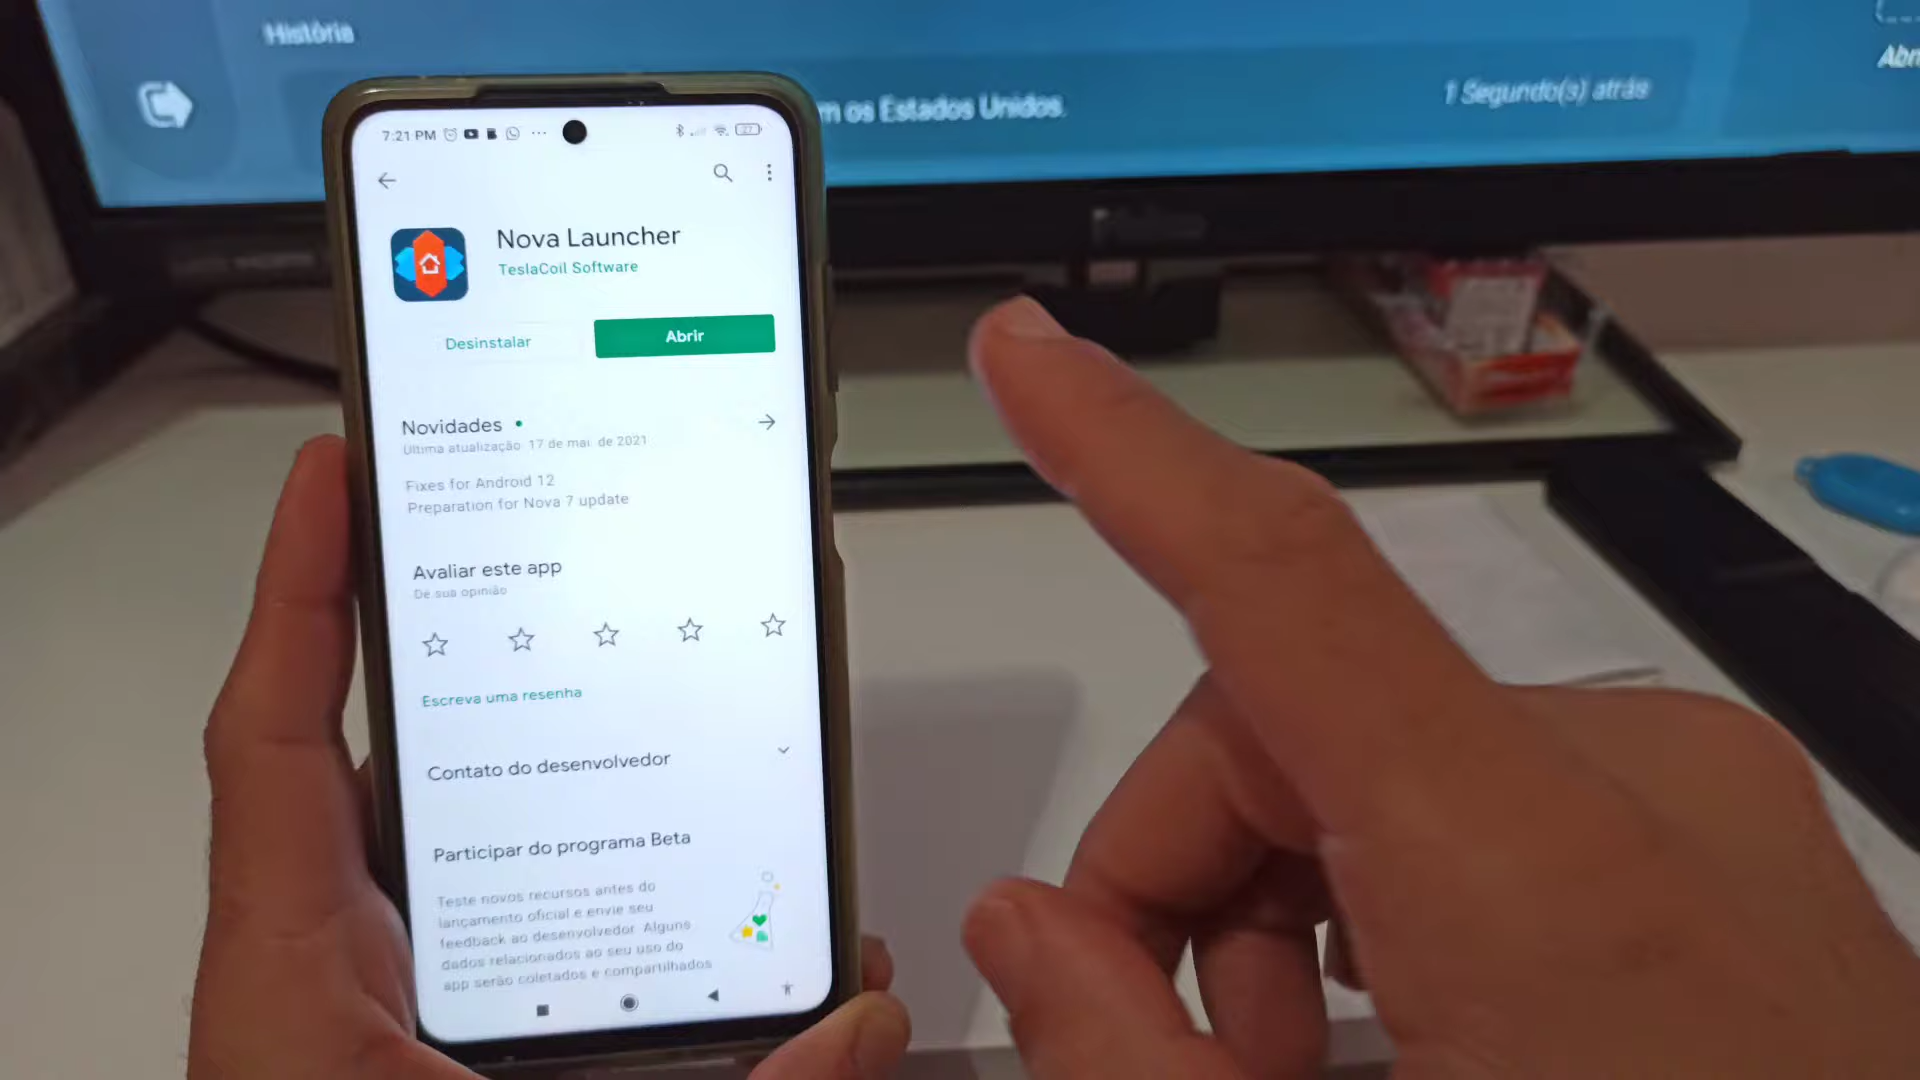 História
m os Estados Unidos.
1 Segundo(s) atrás
Abri
7:21 PM
27
Nova Launcher
TeslaCoil Software
Desinstalar
Abrir
Novidades
Última atualização 17 de mai. de 2021
Fixes for Android 12
Preparation for Nova 7 update
Avaliar este app
Dê sua opinião
Escreva uma resenha
Contato do desenvolvedor
Participar do programa Beta
Teste novos recursos antes do
lançamento oficial e envie seu
feedback ao desenvolvedor. Alguns
dados relacionados ao seu uso do
app serão coletados e compartilhados